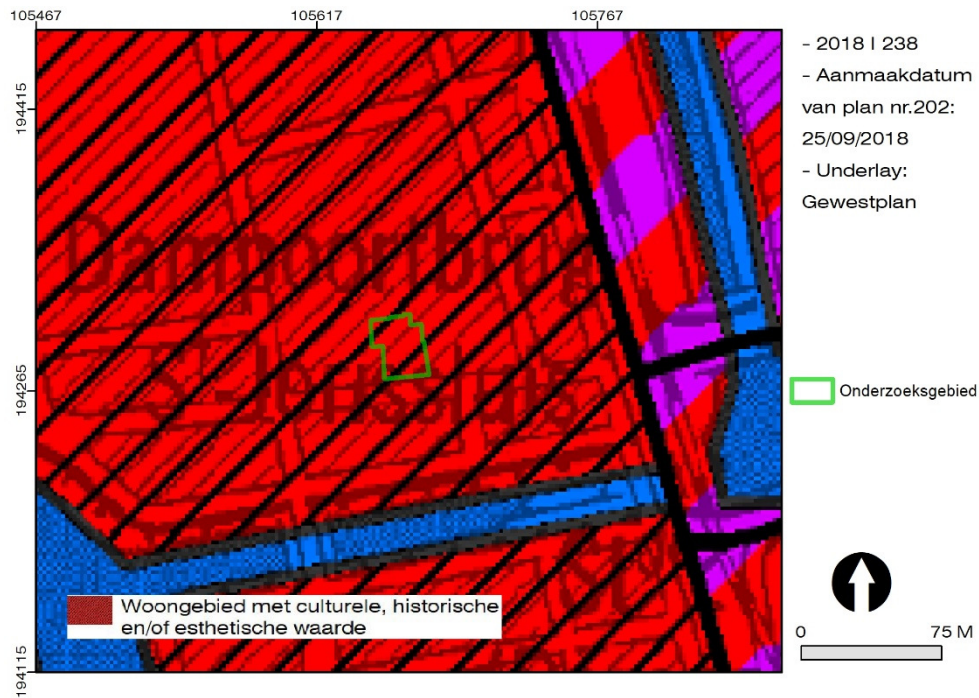 105467
105617
105767
194415
194265
194115
- 2018 I 238
- Aanmaakdatum
van plan nr.202:
25/09/2018
- Underlay:
Gewestplan
Onderzoeksgebied
Woongebied met culturele, historische
en/of esthetische waarde
0
75 M